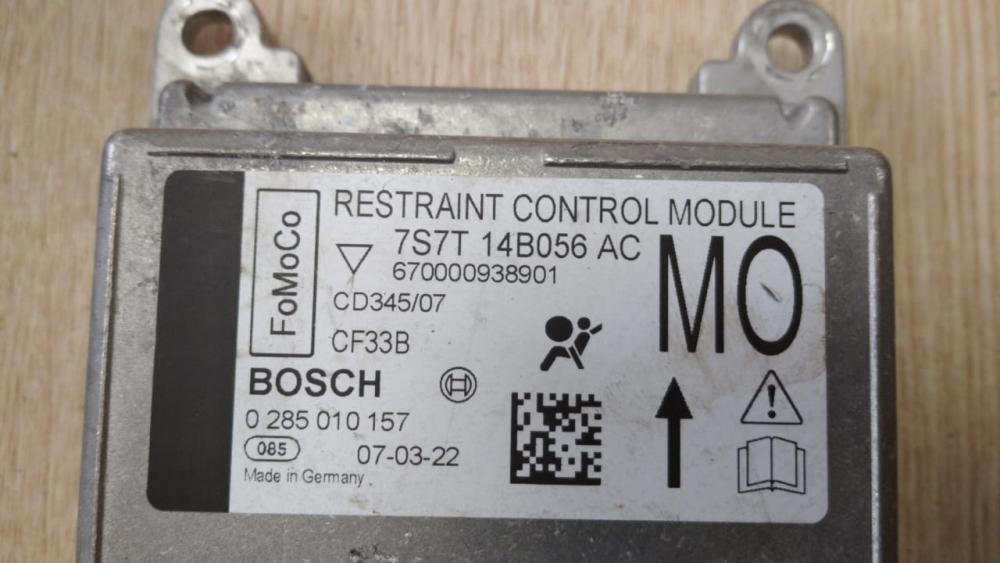 FoMoCo
RESTRAINT CONTROL MODULE
7S7T 14B056 AC
670000938901
MO
CD345/07
CF33B
BOSCH
0 285 010 157
085
07-03-22
Made in Germany